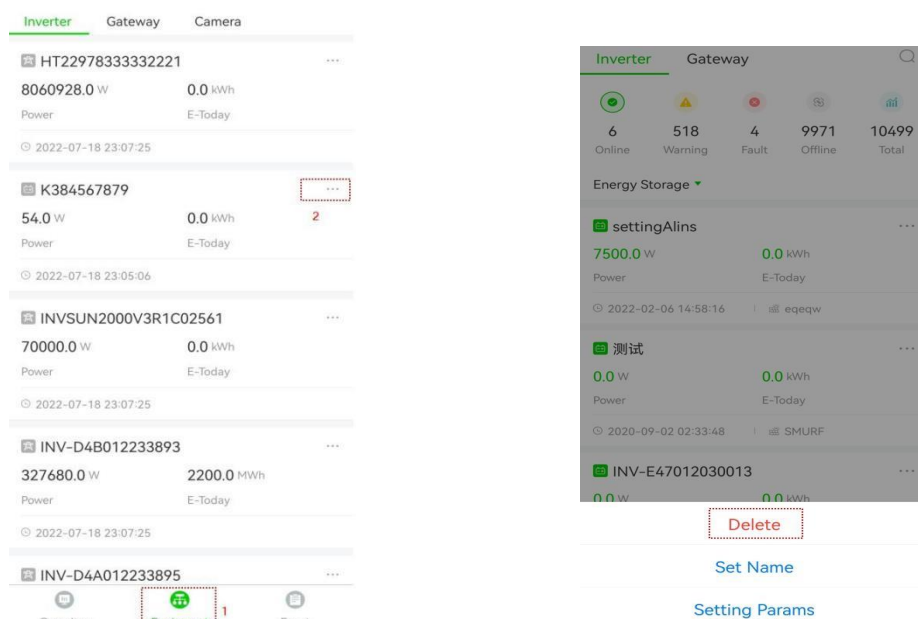 Inverter Gateway Camera
HT22978333332221 ...
8060928.0 W 0.0 kWh
Power E-Today
2022-07-18 23:07:25
K384567879 ...
2
54.0 W 0.0 kWh
Power E-Today
2022-07-18 23:05:06
INVSUN2000V3R1C02561 ...
70000.0 W 0.0 kWh
Power E-Today
2022-07-18 23:07:25
INV-D4B012233893 ...
327680.0 W 2200.0 MWh
Power E-Today
2022-07-18 23:07:25
INV-D4A012233895 ...
1
Inverter Gateway
6 518 4 9971 10499
Online Warning Fault Offline Total
Energy Storage
settingAlins ...
7500.0 W 0.0 kWh
Power E-Today
2022-02-06 14:58:16 eqeqw
测试 ...
0.0 W 0.0 kWh
Power E-Today
2020-09-02 02:33:48 SMURF
INV-E47012030013 ...
0.0 W 0.0 kWh
Delete
Set Name
Setting Params